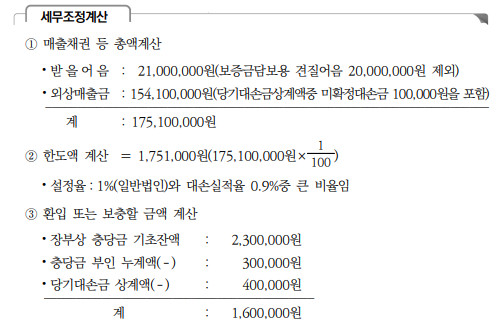 세무조정계산
① 매출채권 등 총액계산
• 받을어음 : 21,000,000원(보증금담보용 견질어음 20,000,000원 제외)
• 외상매출금 : 154,100,000원(당기대손금상계액중 미확정대손금 100,000원을 포함)
계 : 175,100,000원
② 한도액 계산 = 1,751,000원(175,100,000원×1/100)
• 설정율 : 1%(일반법인)와 대손실적율 0.9%중 큰 비율임
③ 환입 또는 보충할 금액 계산
• 장부상 충당금 기초잔액 : 2,300,000원
• 충당금 부인 누계액(-) : 300,000원
• 당기대손금 상계액(-) : 400,000원
계 : 1,600,000원